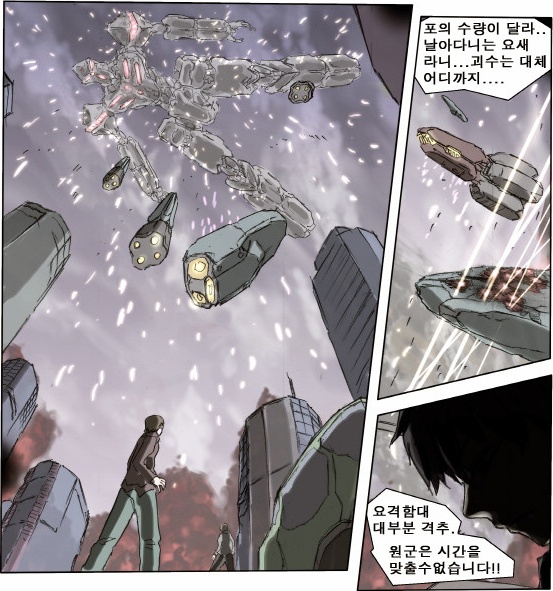 포의 수량이 달라..
날아다니는 요새
라니...괴수는 대체
어디까지....
요격함대
대부분 격추..
원군은 시간을
맞출수없습니다!!